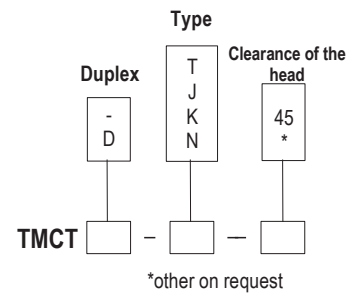 Type
Duplex
Clearance of the
head
-
D
T
J
K
N
45
*
TMCT – –
*other on request